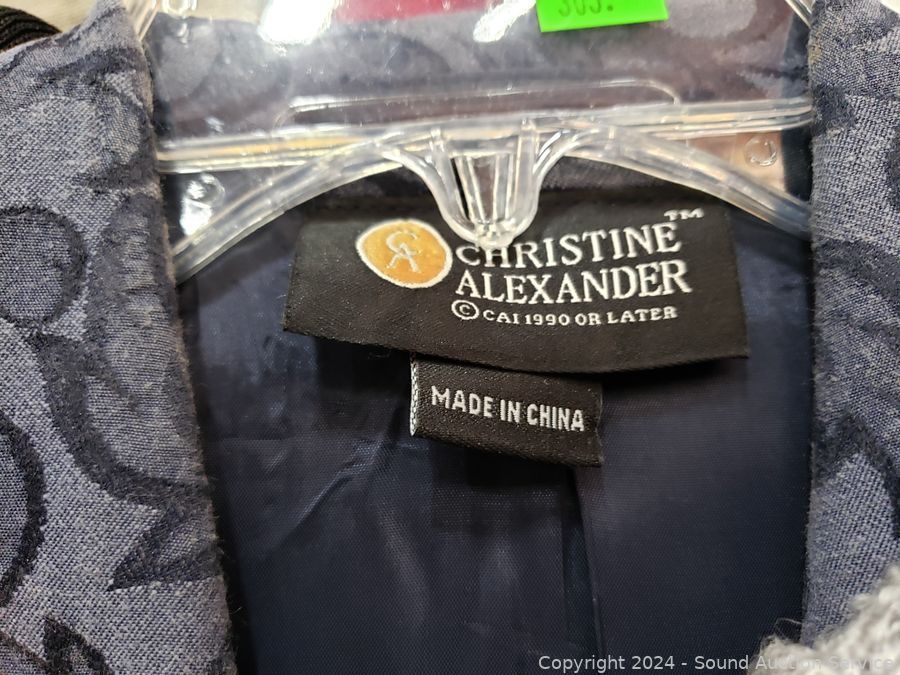 CHRISTINE™
ALEXANDER
© CAI 1990 OR LATER
MADE IN CHINA
Copyright 2024 - Sound Auction Service